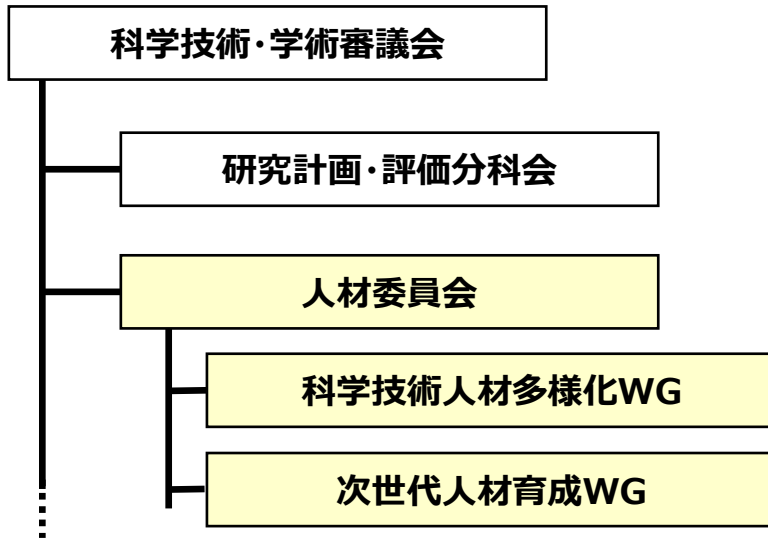 科学技術・学術審議会
研究計画・評価分科会
人材委員会
科学技術人材多様化WG
次世代人材育成WG